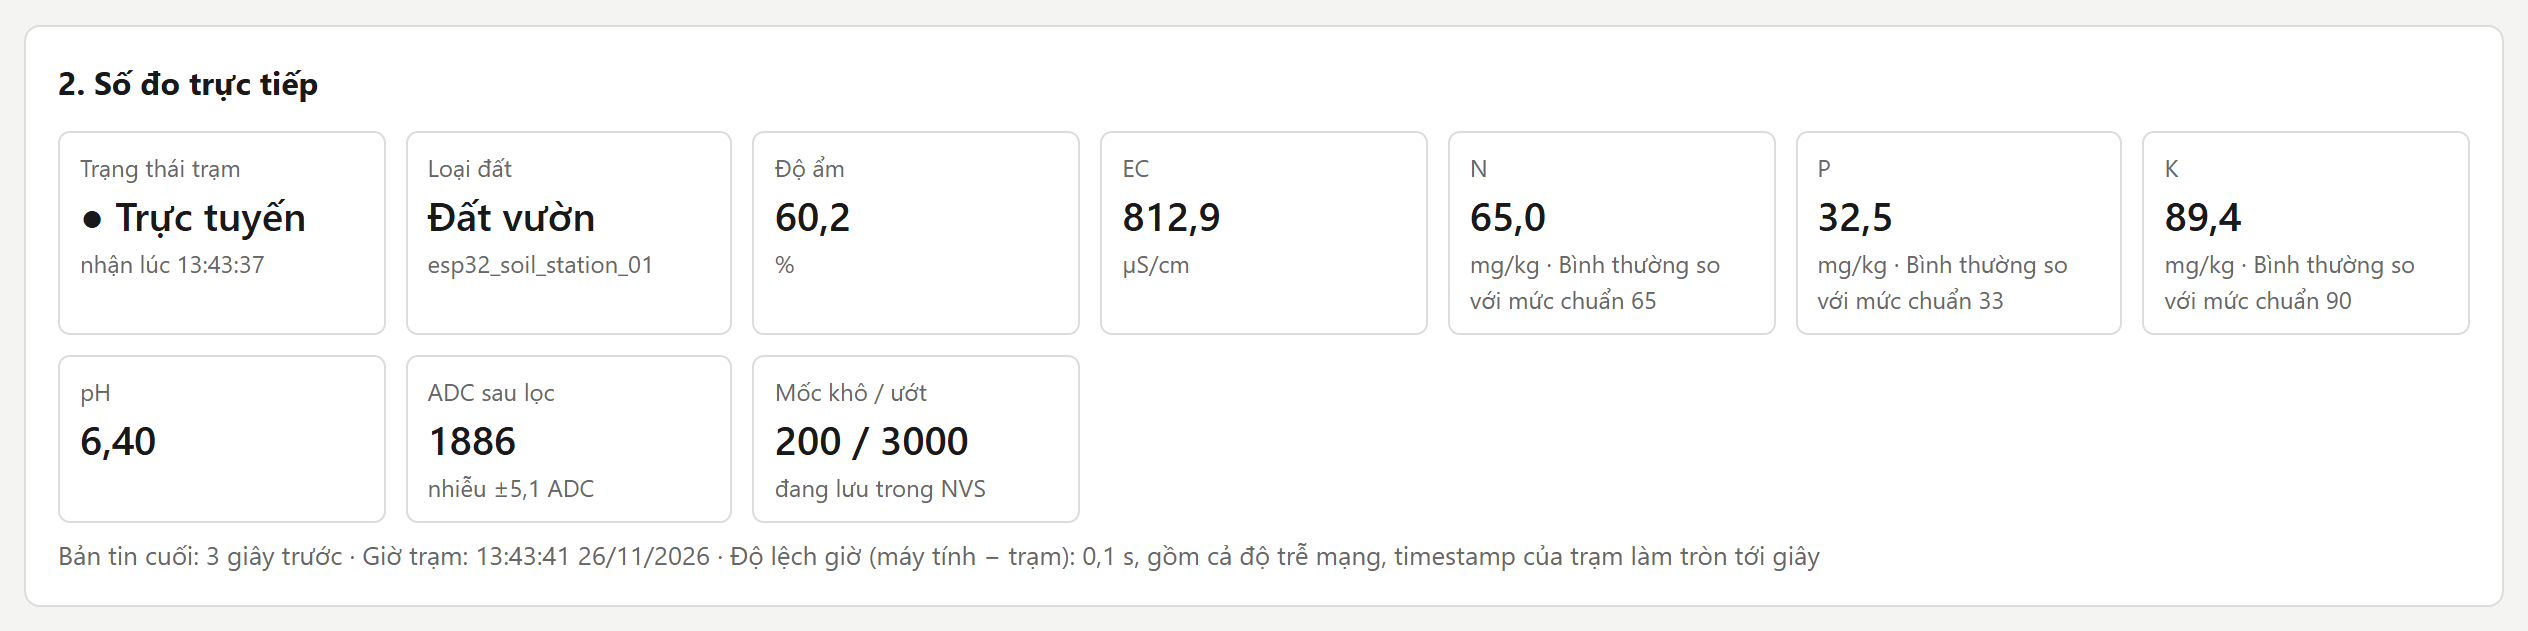 2. Số đo trực tiếp
Trạng thái trạm
● Trực tuyến
nhận lúc 13:43:37
Loại đất
Đất vườn
esp32_soil_station_01
Độ ẩm
60,2
%
EC
812,9
µS/cm
N
65,0
mg/kg · Bình thường so
với mức chuẩn 65
P
32,5
mg/kg · Bình thường so
với mức chuẩn 33
K
89,4
mg/kg · Bình thường so
với mức chuẩn 90
pH
6,40
ADC sau lọc
1886
nhiễu ±5,1 ADC
Mốc khô / ướt
200 / 3000
đang lưu trong NVS
Bản tin cuối: 3 giây trước · Giờ trạm: 13:43:41 26/11/2026 · Độ lệch giờ (máy tính − trạm): 0,1 s, gồm cả độ trễ mạng, timestamp của trạm làm tròn tới giây